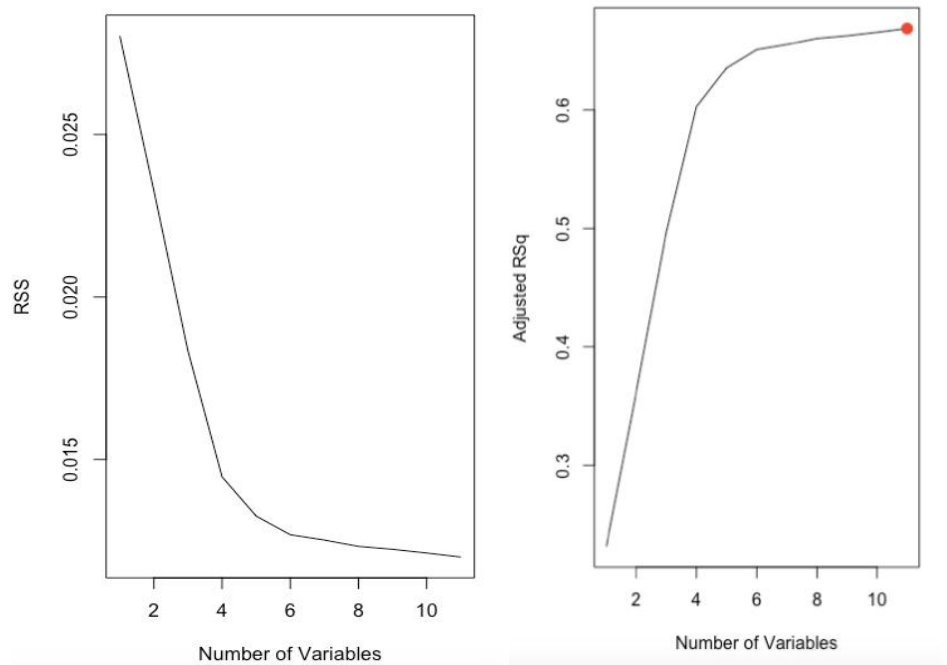 RSS
0.025
0.020
0.015
2 4 6 8 10
Number of Variables
Adjusted RSq
0.6
0.5
0.4
0.3
2 4 6 8 10
Number of Variables